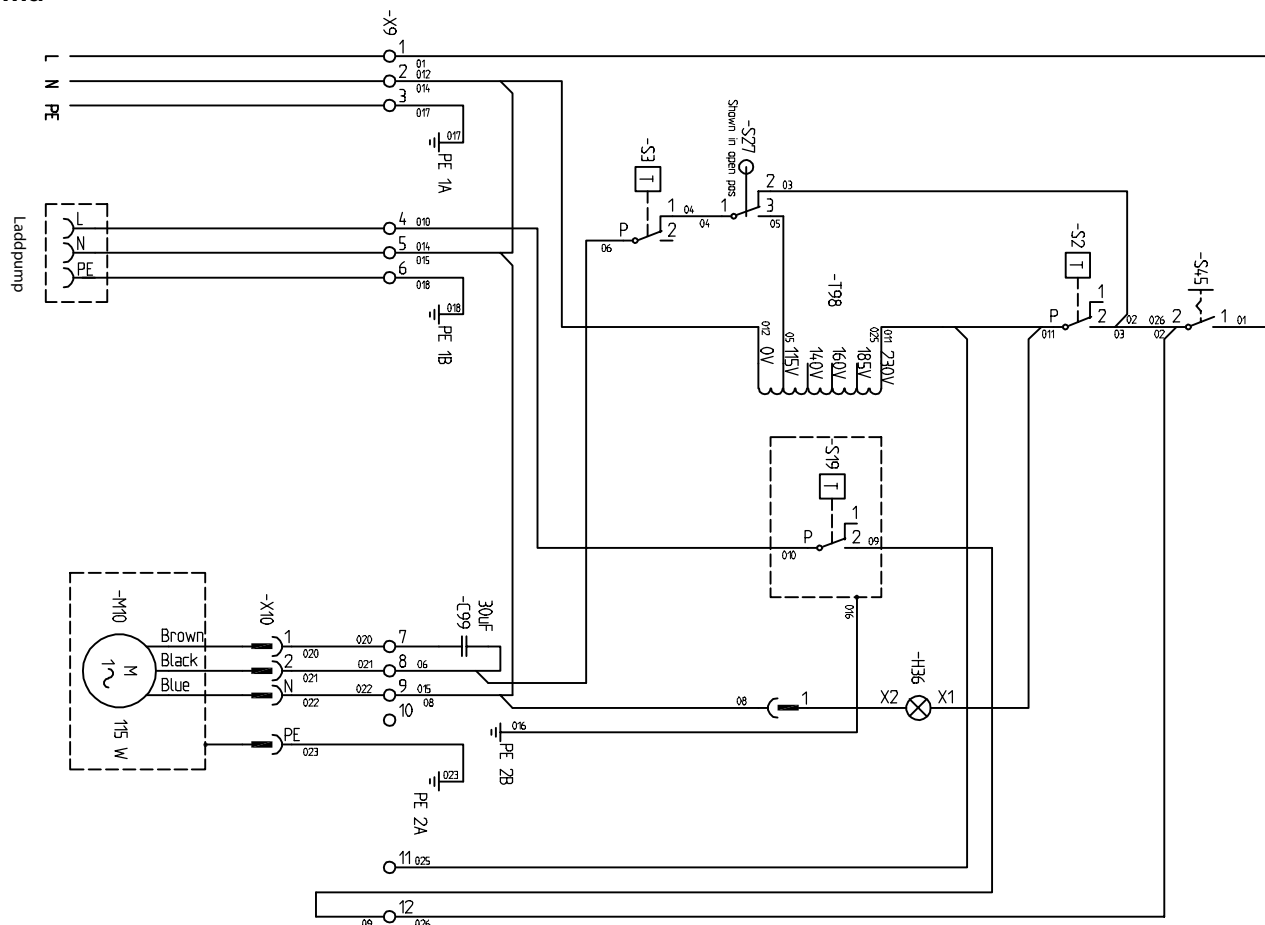 -X9
L
1
01
N
2
012
014
PE
3
017
017
PE 1A
Laddpump
L
4
010
N
5
014
015
PE
6
018
018
PE 1B
-S3
T
P
06
1
2
04
04
-S27
Shown in open pos
1
2
3
03
05
-T98
012
0V
05
115V
140V
160V
185V
230V
011
025
-S2
T
P
011
1
2
02
03
-S45
026
02
2
1
01
-S19
T
P
010
1
2
09
016
-M10
M
1~
115 W
Brown
Black
Blue
-X10
1
020
2
021
N
022
PE
023
020
7
021
8
06
022
9
015
08
10
30uF
-C99
08
1
X2
-H36
X1
016
PE 2B
023
PE 2A
11
025
09
12
026